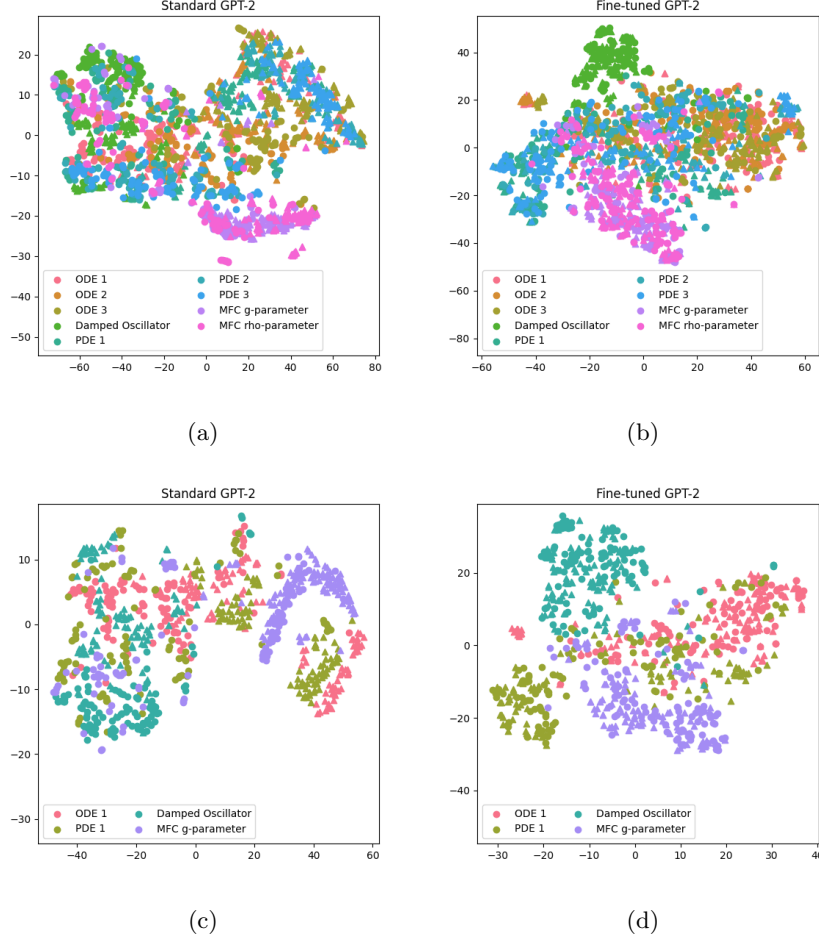 Standard GPT-2
20
10
0
−10
−20
−30
−40
−50
−60
−40
−20
0
20
40
60
80
ODE 1
ODE 2
ODE 3
Damped Oscillator
PDE 1
PDE 2
PDE 3
MFC g-parameter
MFC rho-parameter
(a)
Fine-tuned GPT-2
40
20
0
−20
−40
−60
−80
−60
−40
−20
0
20
40
60
ODE 1
ODE 2
ODE 3
Damped Oscillator
PDE 1
PDE 2
PDE 3
MFC g-parameter
MFC rho-parameter
(b)
Standard GPT-2
10
0
−10
−20
−30
−40
−20
0
20
40
60
ODE 1
PDE 1
Damped Oscillator
MFC g-parameter
(c)
Fine-tuned GPT-2
20
0
−20
−40
−30
−20
−10
0
10
20
30
40
ODE 1
PDE 1
Damped Oscillator
MFC g-parameter
(d)